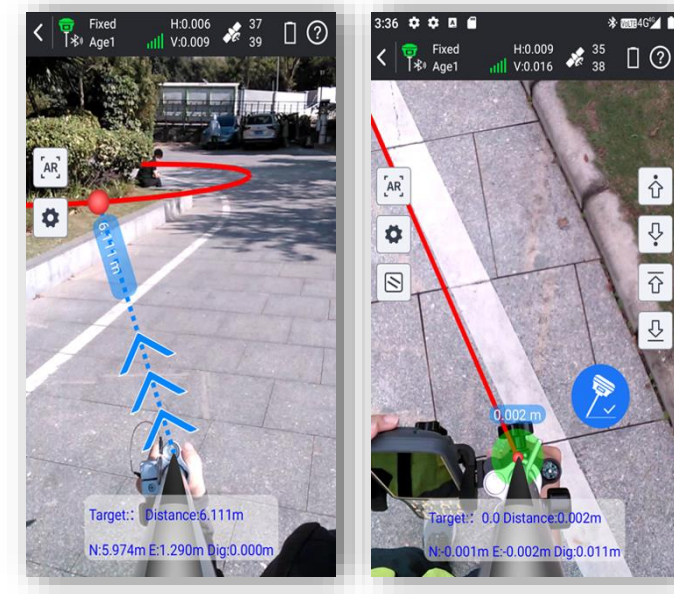 Fixed
Age1
H:0.006
V:0.009
37
39
AR
6.111 m
Target:: Distance:6.111m
N:5.974m E:1.290m Dig:0.000m
3:36
4G
Fixed
Age1
H:0.009
V:0.016
35
38
AR
0.002 m
Target:: 0.0 Distance:0.002m
N:-0.001m E:-0.002m Dig:0.011m